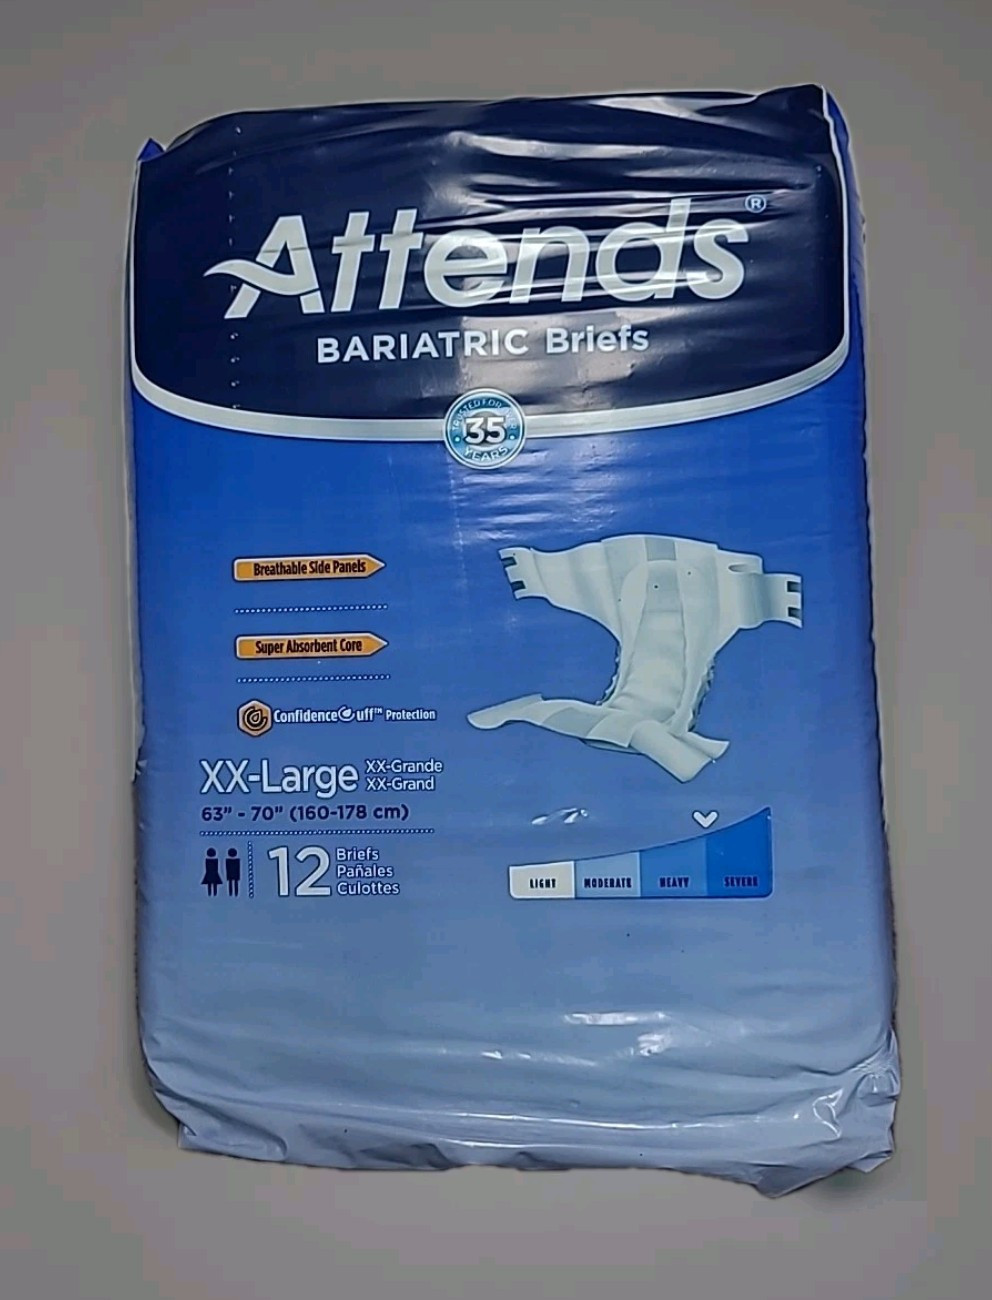 Attends®
BARIATRIC Briefs
TRUSTED FOR
35
YEARS
Breathable Side Panels
Super Absorbent Core
ConfidenceCuff™ Protection
XX-Large
XX-Grande
XX-Grand
63" - 70" (160-178 cm)
12
Briefs
Pañales
Culottes
LIGHT MODERATE HEAVY SEVERE